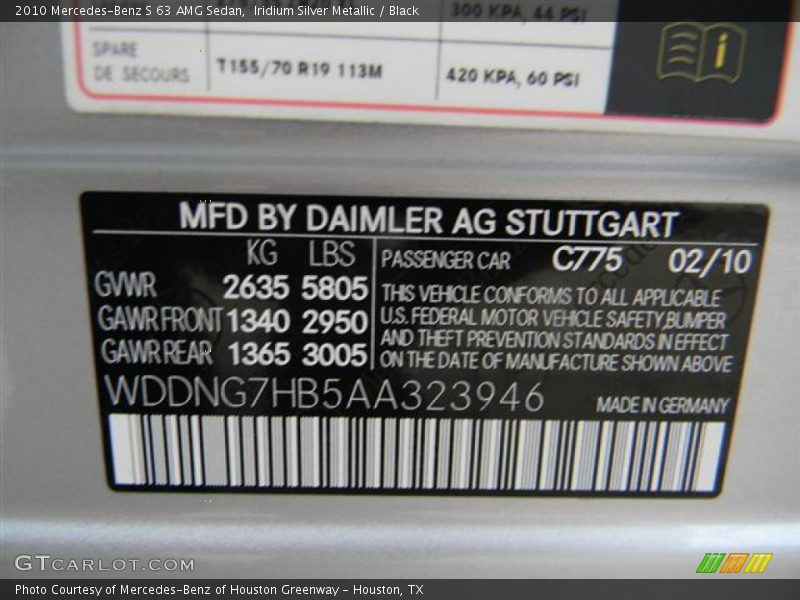 2010 Mercedes-Benz S 63 AMG Sedan,  Iridium Silver Metallic / Black
300 KPA, 44 PSI
SPARE
DE SECOURS
T155/70 R19 113M
420 KPA, 60 PSI
MFD BY DAIMLER AG STUTTGART
KG LBS
PASSENGER CAR C775 02/10
GVWR 2635 5805
GAWR FRONT 1340 2950
GAWR REAR 1365 3005
THIS VEHICLE CONFORMS TO ALL APPLICABLE
U.S. FEDERAL MOTOR VEHICLE SAFETY,BUMPER
AND THEFT PREVENTION STANDARDS IN EFFECT
ON THE DATE OF MANUFACTURE SHOWN ABOVE
WDDNG7HB5AA323946
MADE IN GERMANY
GTCARLOT.COM
Photo Courtesy of Mercedes-Benz of Houston Greenway - Houston, TX